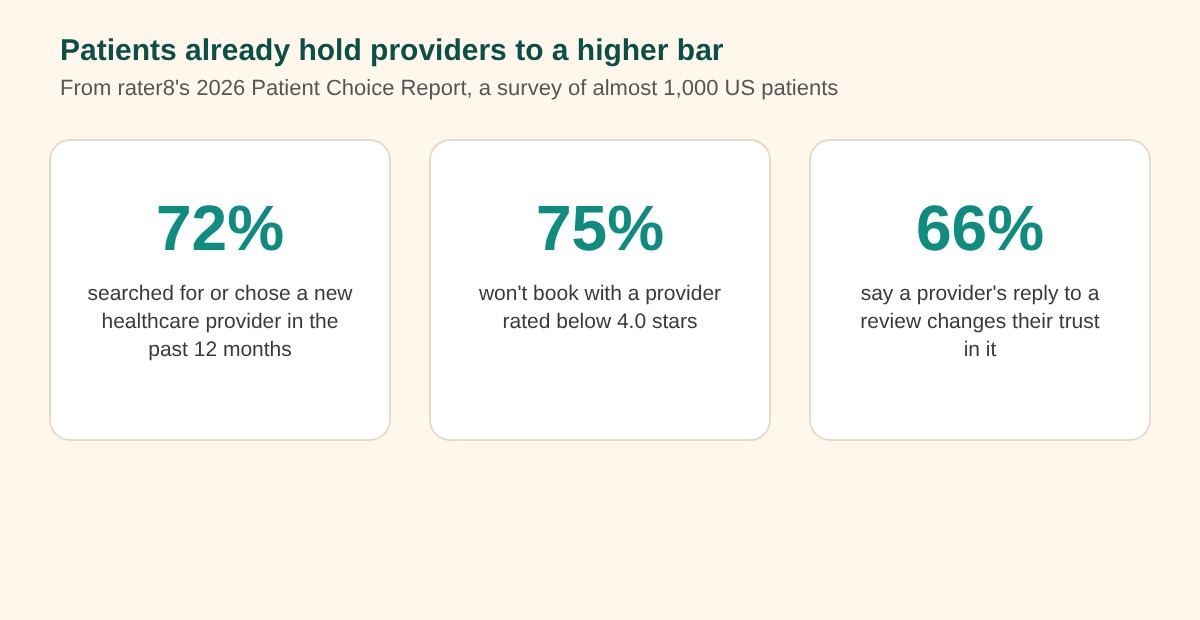 Patients already hold providers to a higher bar
From rater8's 2026 Patient Choice Report, a survey of almost 1,000 US patients
72%
searched for or chose a new
healthcare provider in the
past 12 months
75%
won't book with a provider
rated below 4.0 stars
66%
say a provider's reply to a
review changes their trust
in it